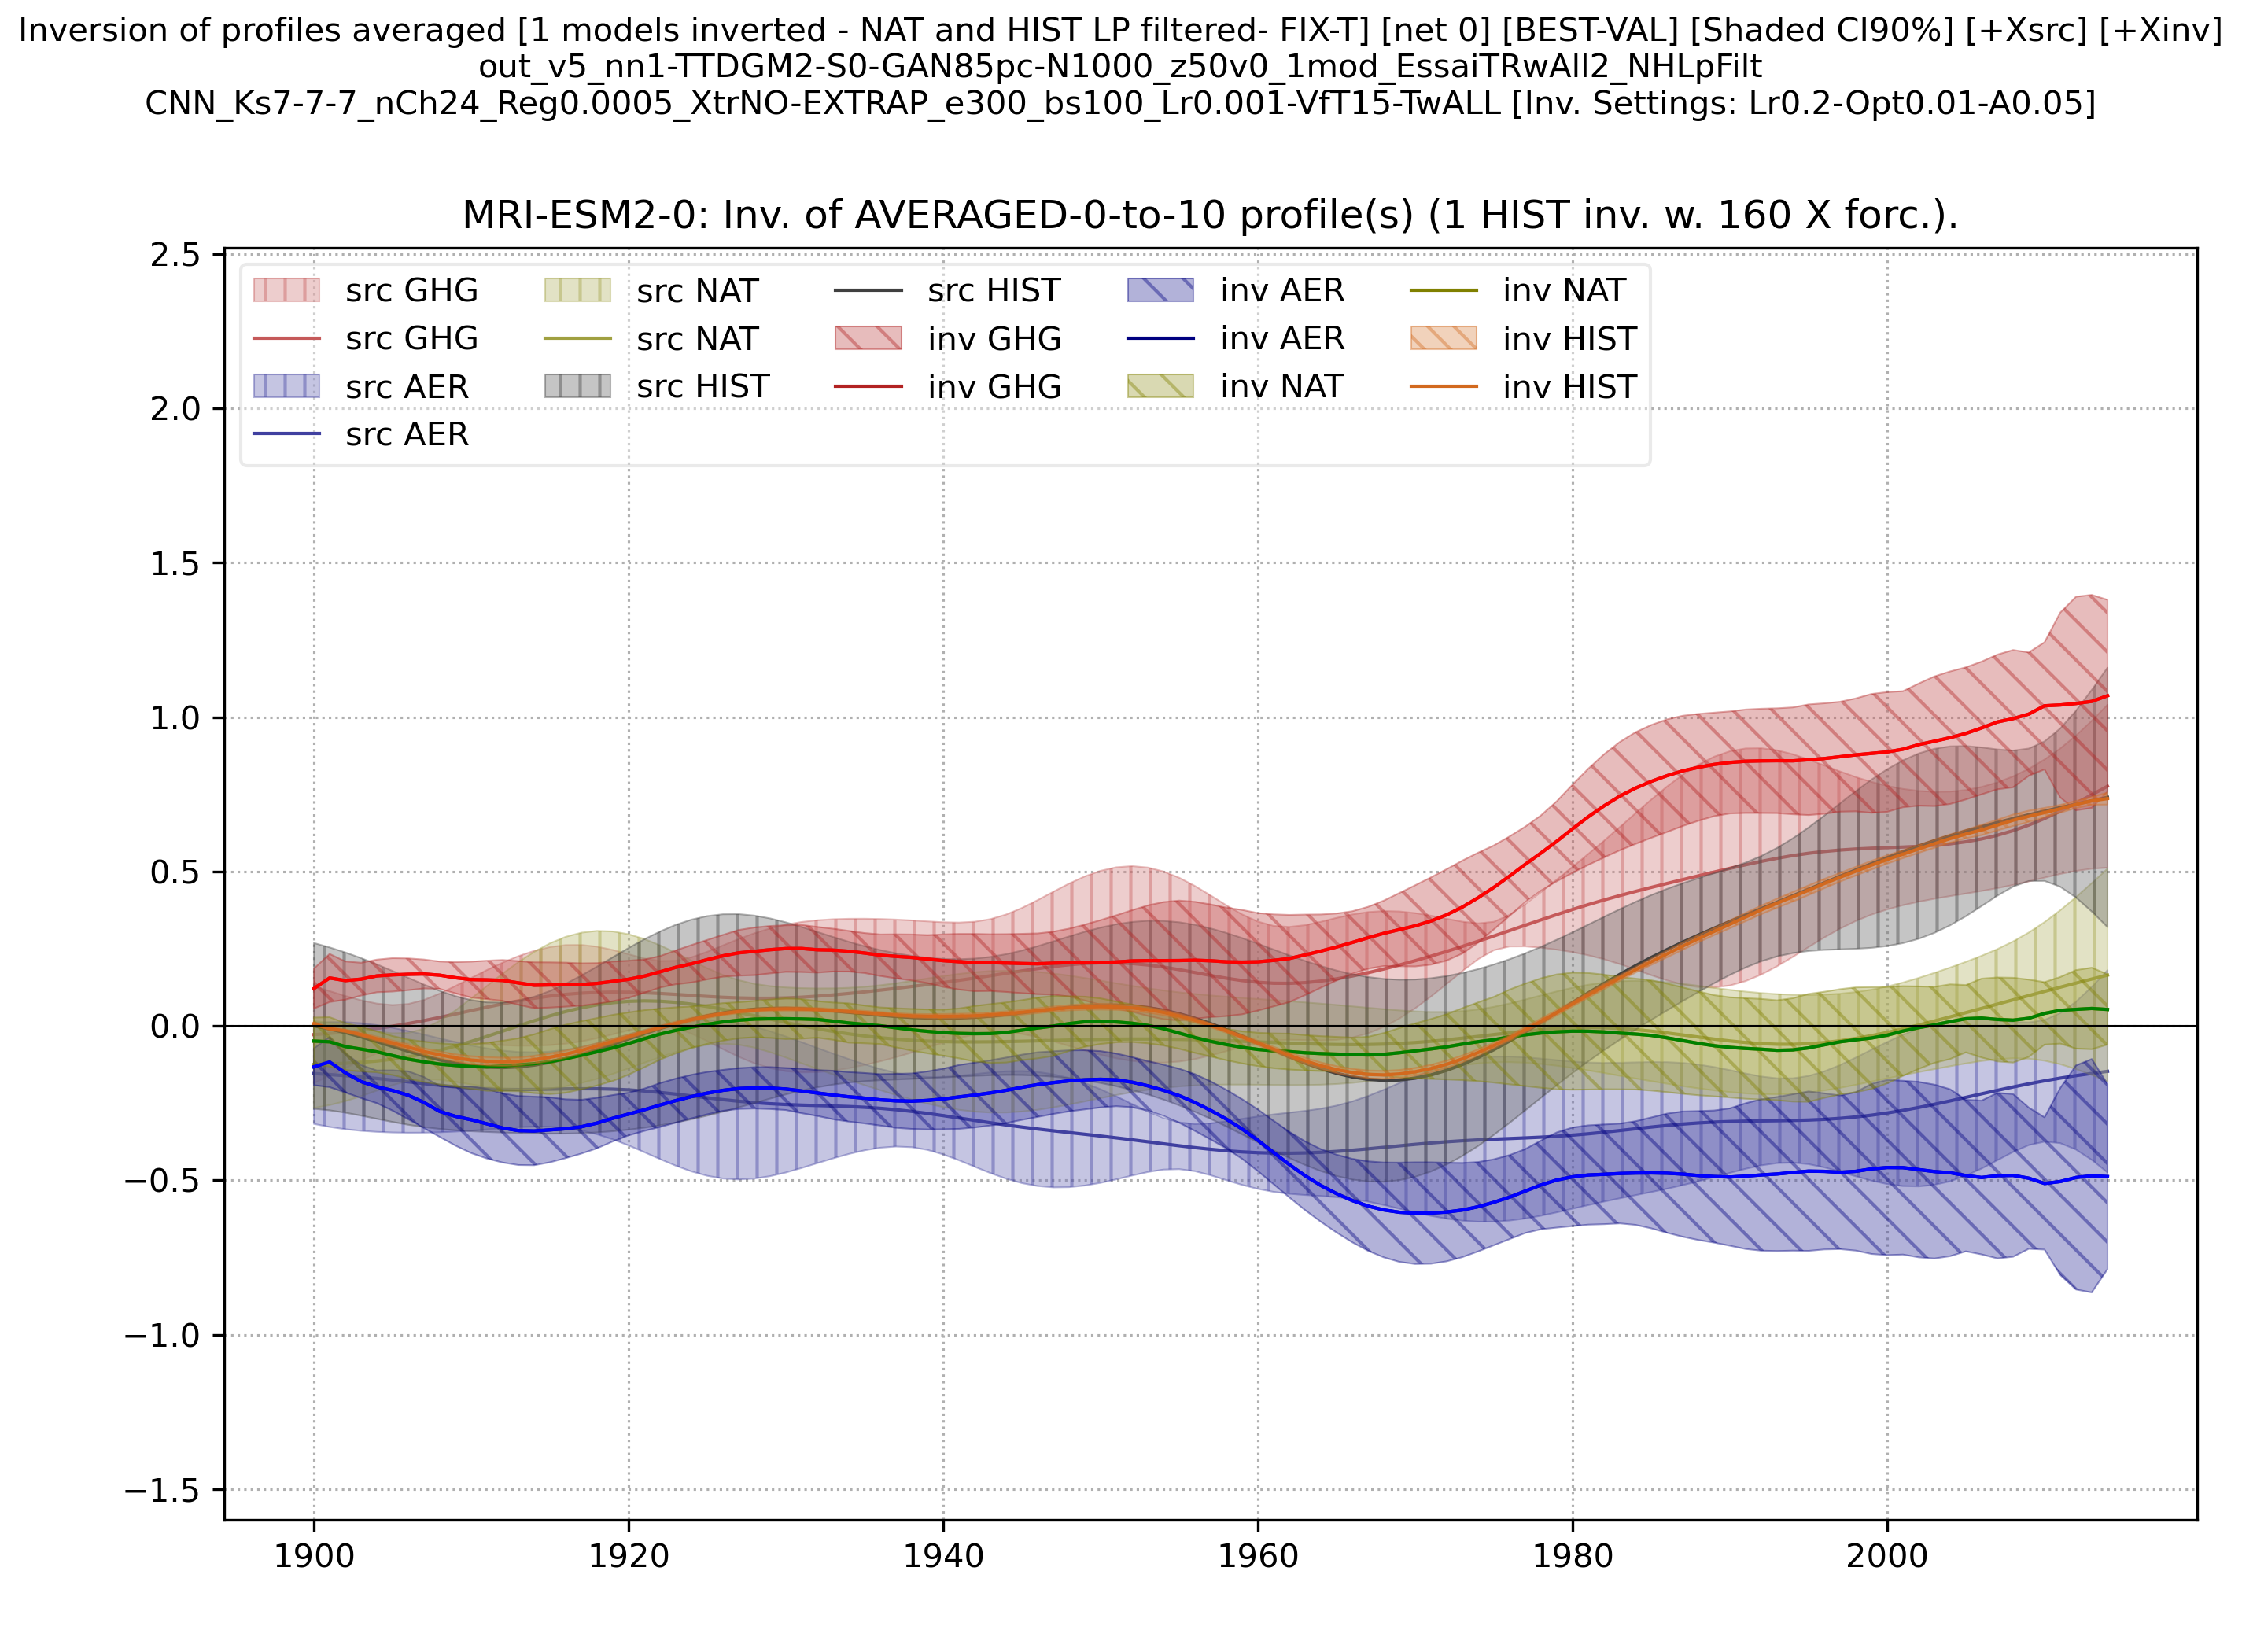 Inversion of profiles averaged [1 models inverted - NAT and HIST LP filtered- FIX-T] [net 0] [BEST-VAL] [Shaded CI90%] [+Xsrc] [+Xinv]
out_v5_nn1-TTDGM2-S0-GAN85pc-N1000_z50v0_1mod_EssaiTRwAll2_NHLpFilt
CNN_Ks7-7-7_nCh24_Reg0.0005_XtrNO-EXTRAP_e300_bs100_Lr0.001-VfT15-TwALL [Inv. Settings: Lr0.2-Opt0.01-A0.05]
MRI-ESM2-0: Inv. of AVERAGED-0-to-10 profile(s) (1 HIST inv. w. 160 X forc.).
src GHG
src GHG
src AER
src AER
src NAT
src NAT
src HIST
src HIST
inv GHG
inv GHG
inv AER
inv AER
inv NAT
inv NAT
inv HIST
inv HIST
2.5
2.0
1.5
1.0
0.5
0.0
−0.5
−1.0
−1.5
1900
1920
1940
1960
1980
2000